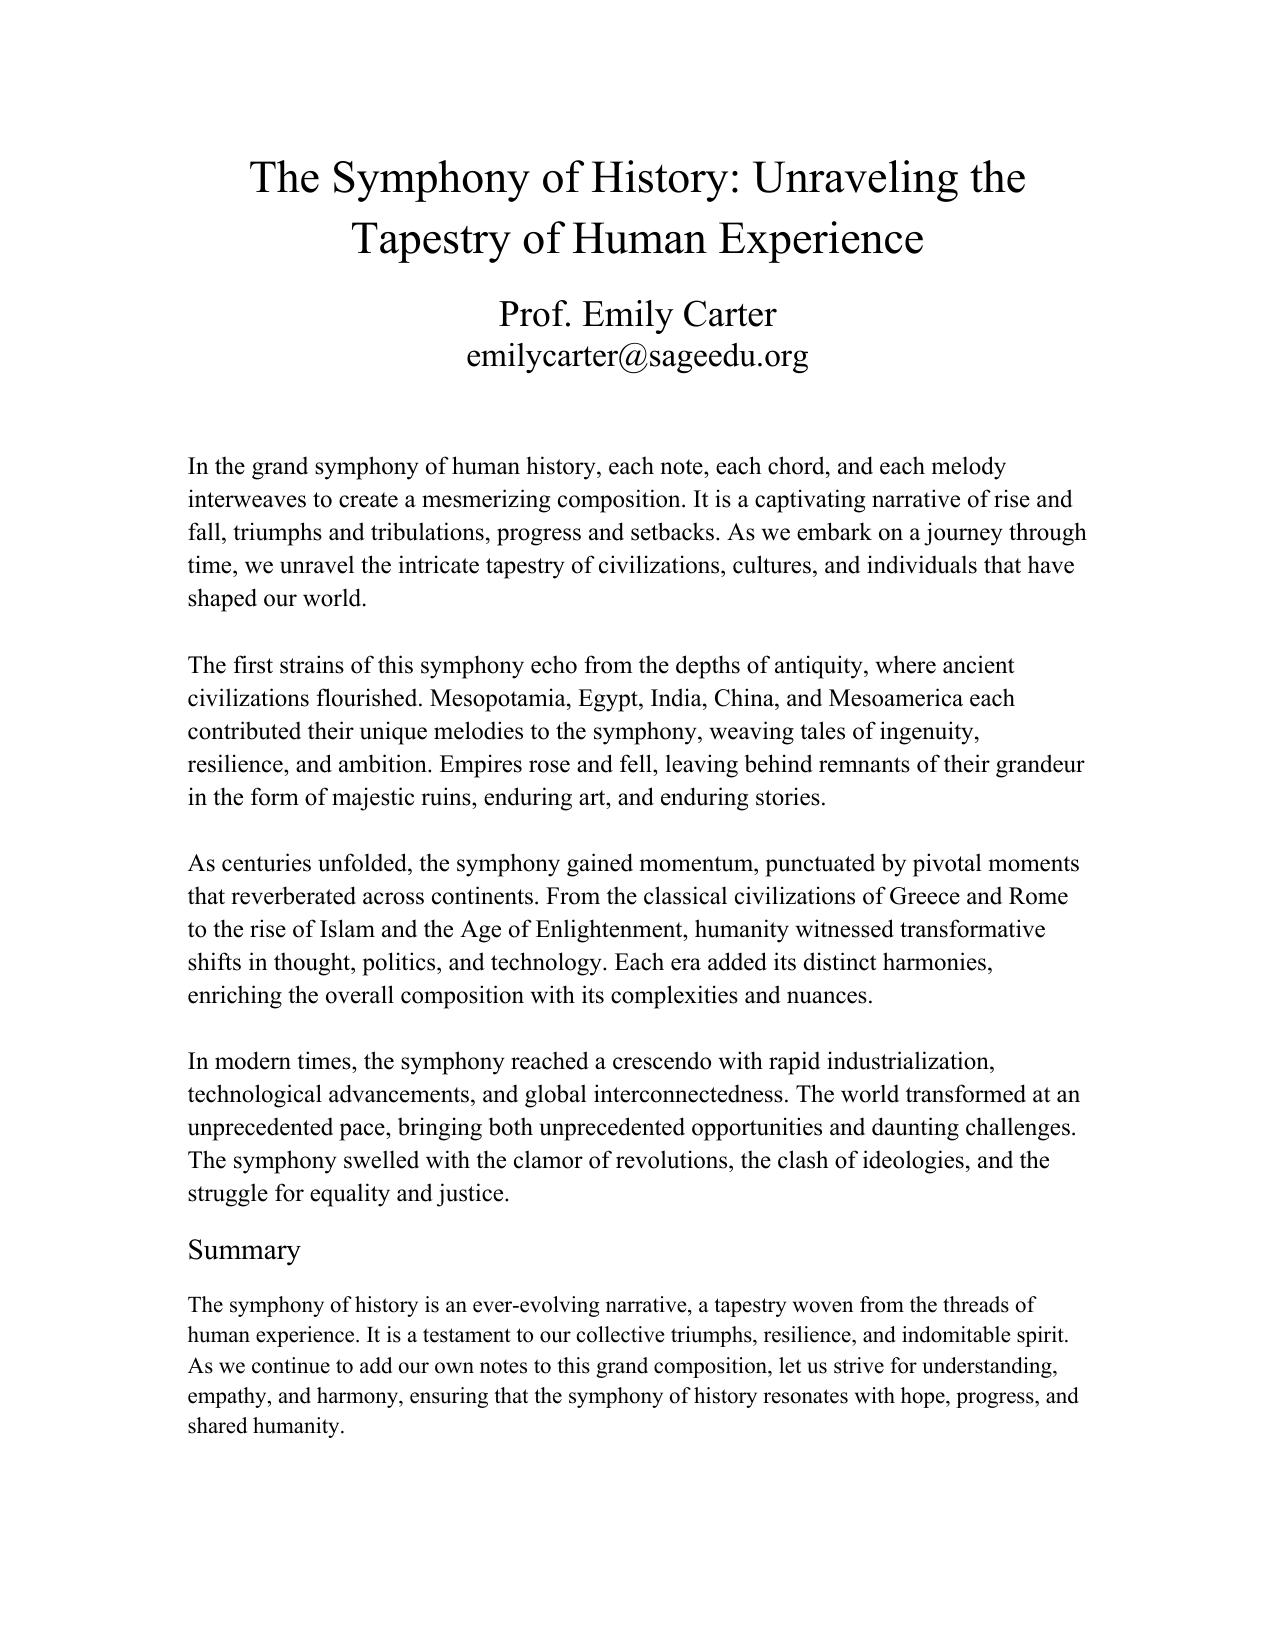 The Symphony of History: Unraveling the
Tapestry of Human Experience
Prof. Emily Carter
emilycarter@sageedu.org
In the grand symphony of human history, each note, each chord, and each melody
interweaves to create a mesmerizing composition. It is a captivating narrative of rise and
fall, triumphs and tribulations, progress and setbacks. As we embark on a journey through
time, we unravel the intricate tapestry of civilizations, cultures, and individuals that have
shaped our world.
The first strains of this symphony echo from the depths of antiquity, where ancient
civilizations flourished. Mesopotamia, Egypt, India, China, and Mesoamerica each
contributed their unique melodies to the symphony, weaving tales of ingenuity,
resilience, and ambition. Empires rose and fell, leaving behind remnants of their grandeur
in the form of majestic ruins, enduring art, and enduring stories.
As centuries unfolded, the symphony gained momentum, punctuated by pivotal moments
that reverberated across continents. From the classical civilizations of Greece and Rome
to the rise of Islam and the Age of Enlightenment, humanity witnessed transformative
shifts in thought, politics, and technology. Each era added its distinct harmonies,
enriching the overall composition with its complexities and nuances.
In modern times, the symphony reached a crescendo with rapid industrialization,
technological advancements, and global interconnectedness. The world transformed at an
unprecedented pace, bringing both unprecedented opportunities and daunting challenges.
The symphony swelled with the clamor of revolutions, the clash of ideologies, and the
struggle for equality and justice.
Summary
The symphony of history is an ever-evolving narrative, a tapestry woven from the threads of
human experience. It is a testament to our collective triumphs, resilience, and indomitable spirit.
As we continue to add our own notes to this grand composition, let us strive for understanding,
empathy, and harmony, ensuring that the symphony of history resonates with hope, progress, and
shared humanity.